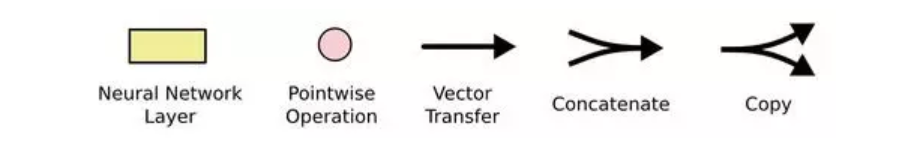 Neural Network
Layer
Pointwise
Operation
Vector
Transfer
Concatenate
Copy